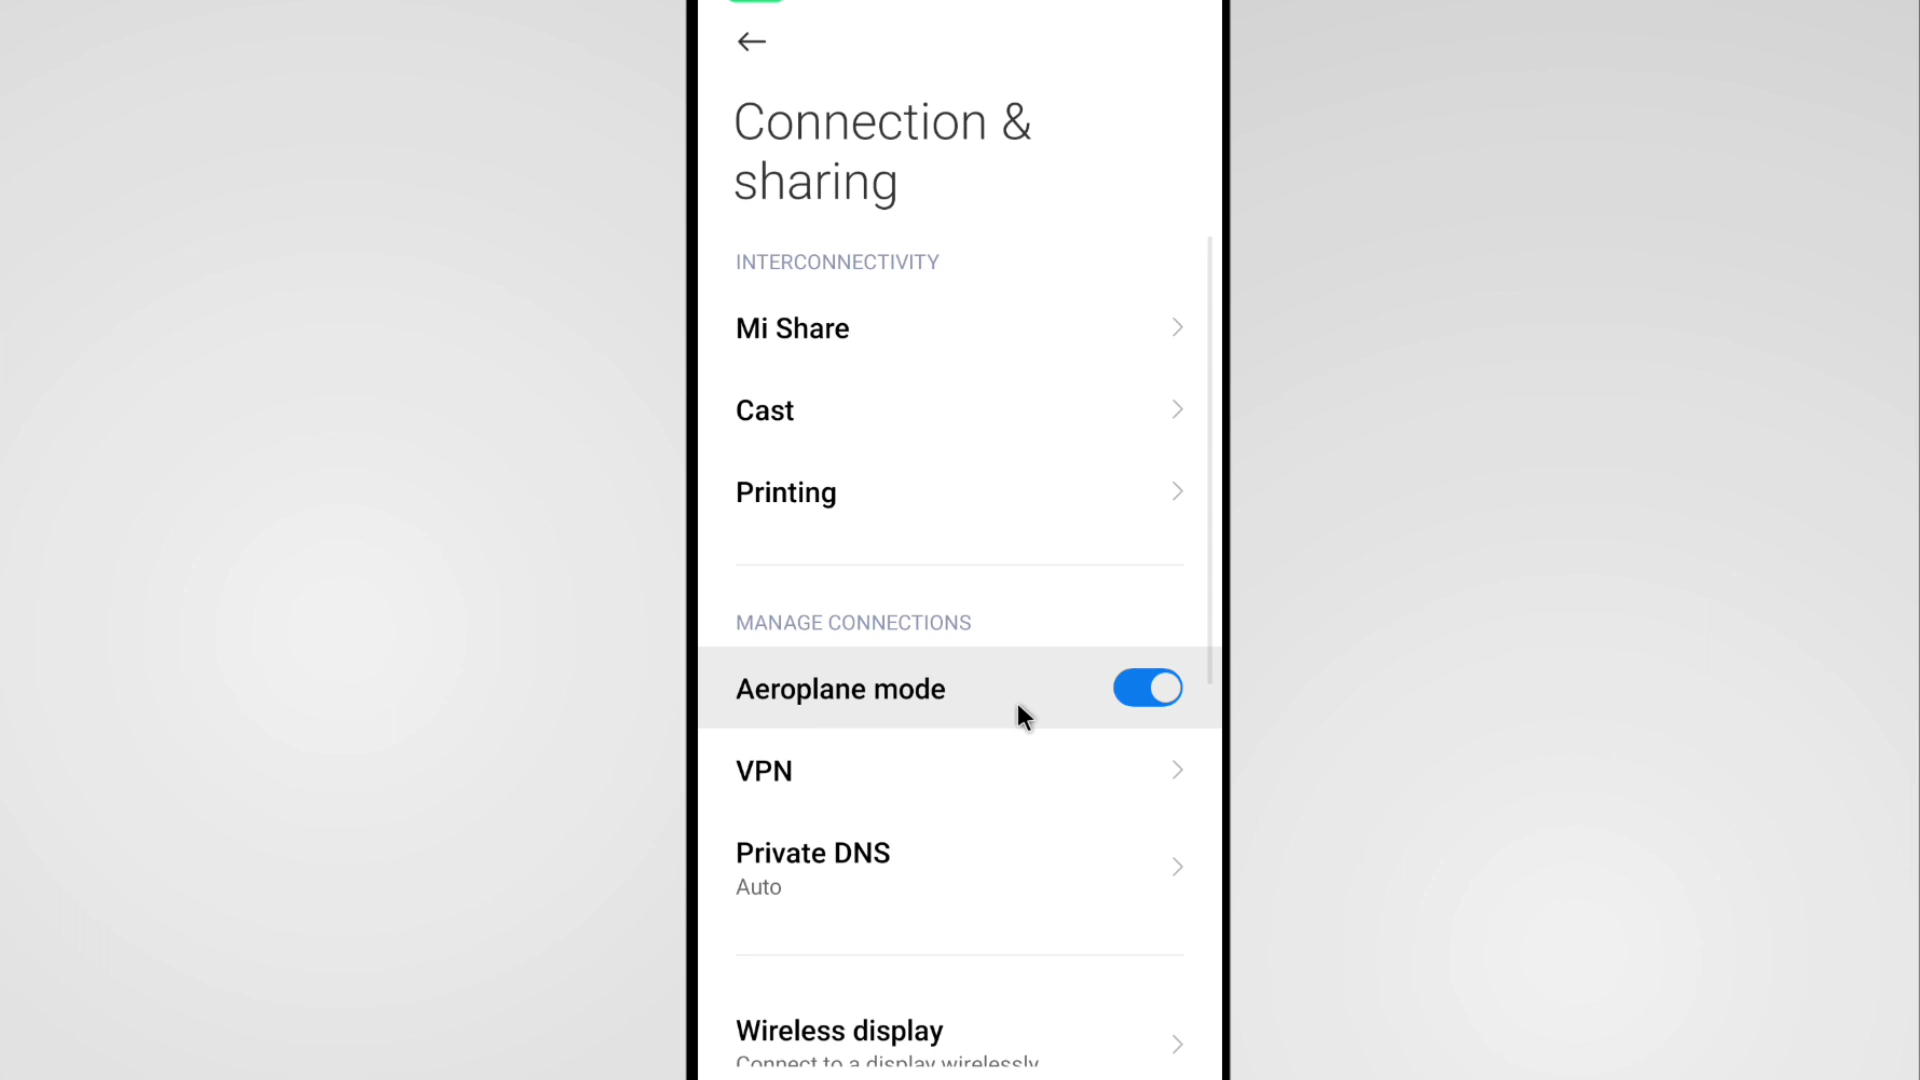 Connection &
sharing
INTERCONNECTIVITY
Mi Share
Cast
Printing
MANAGE CONNECTIONS
Aeroplane mode
VPN
Private DNS
Auto
Wireless display
Connect to a display wirelessly